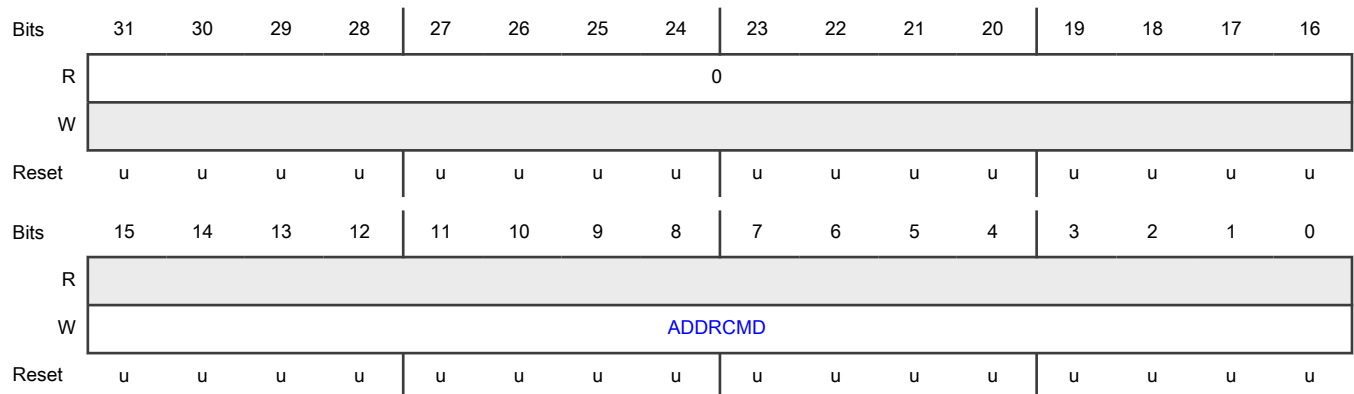 Bits 31 30 29 28 27 26 25 24 23 22 21 20 19 18 17 16
R 0
W
Reset u u u u u u u u u u u u u u u u
Bits 15 14 13 12 11 10 9 8 7 6 5 4 3 2 1 0
R
W ADDRCMD
Reset u u u u u u u u u u u u u u u u